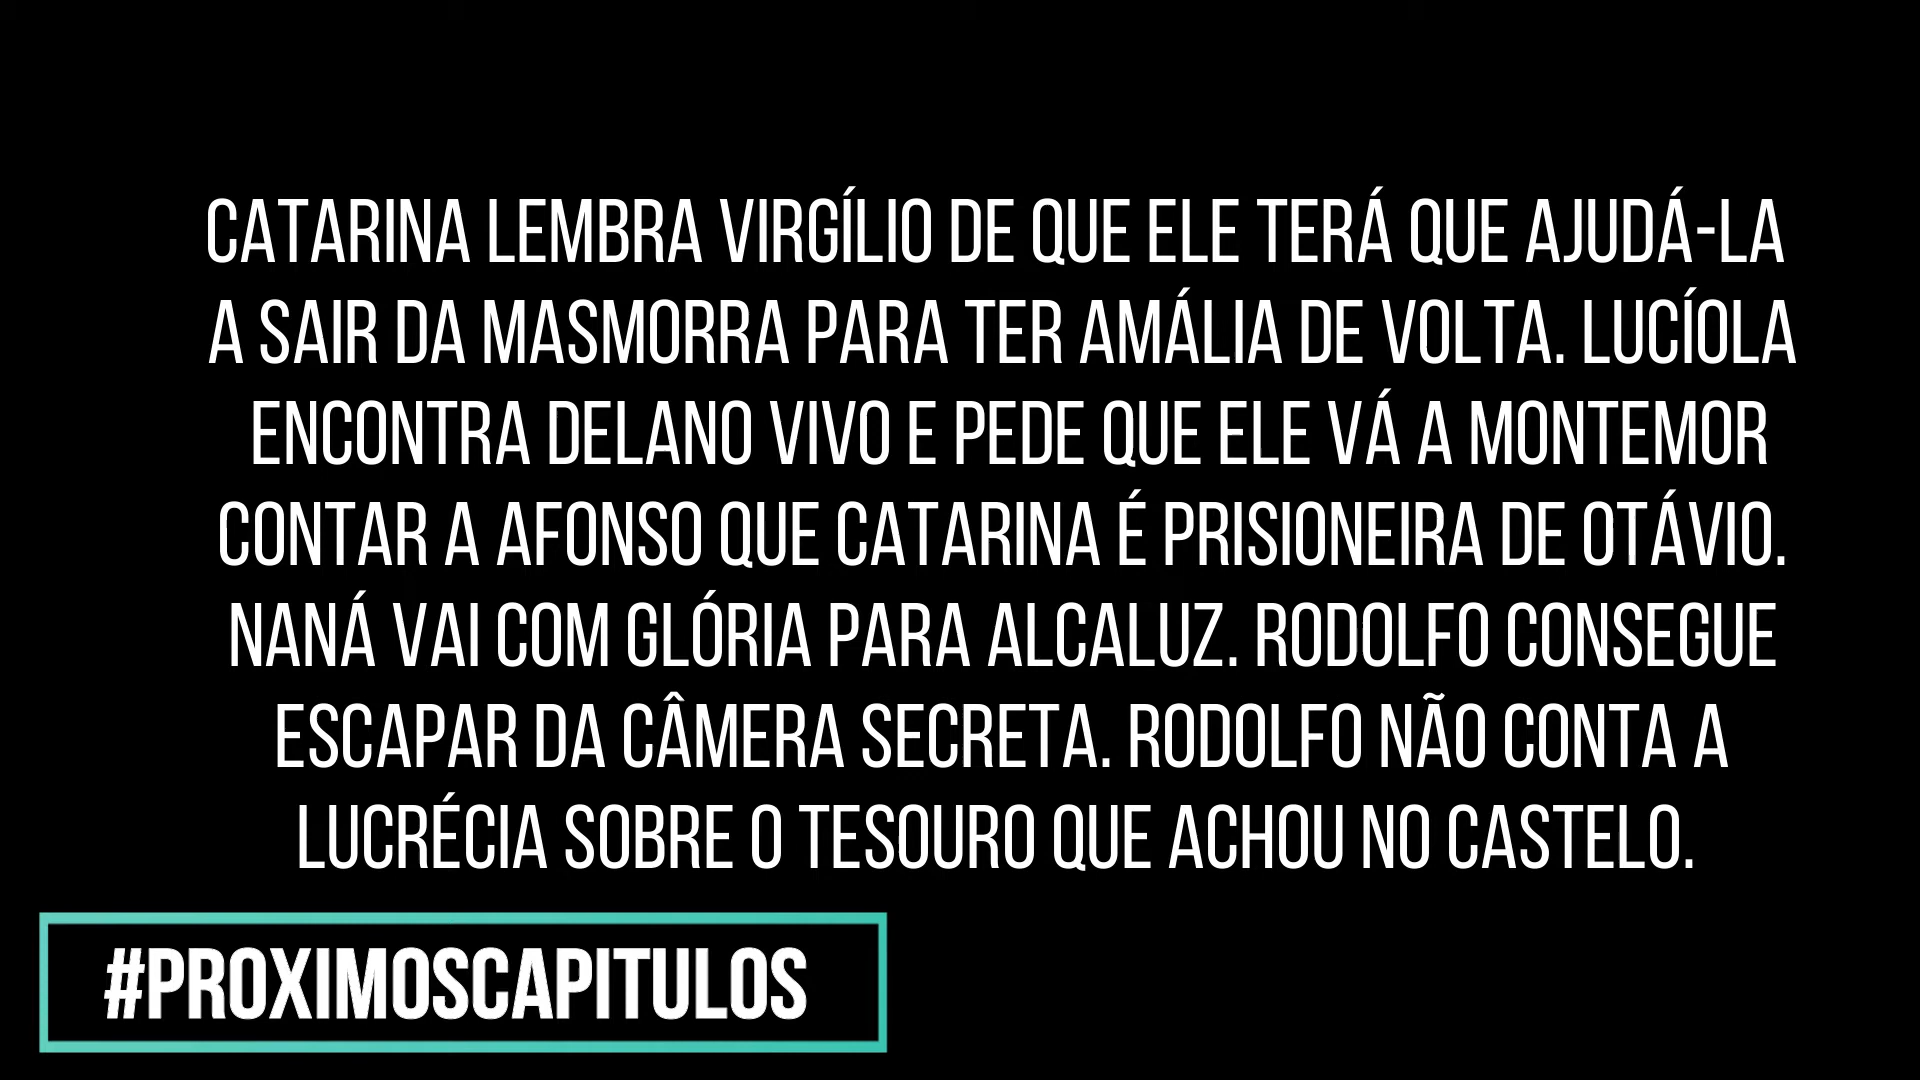 CATARINA LEMBRA VIRGÍLIO DE QUE ELE TERÁ QUE AJUDÁ-LA
A SAIR DA MASMORRA PARA TER AMÁLIA DE VOLTA. LUCÍOLA
ENCONTRA DELANO VIVO E PEDE QUE ELE VÁ A MONTEMOR
CONTAR A AFONSO QUE CATARINA É PRISIONEIRA DE OTÁVIO.
NANÁ VAI COM GLÓRIA PARA ALCALUZ. RODOLFO CONSEGUE
ESCAPAR DA CÂMERA SECRETA. RODOLFO NÃO CONTA A
LUCRÉCIA SOBRE O TESOURO QUE ACHOU NO CASTELO.
#PROXIMOSCAPITULOS